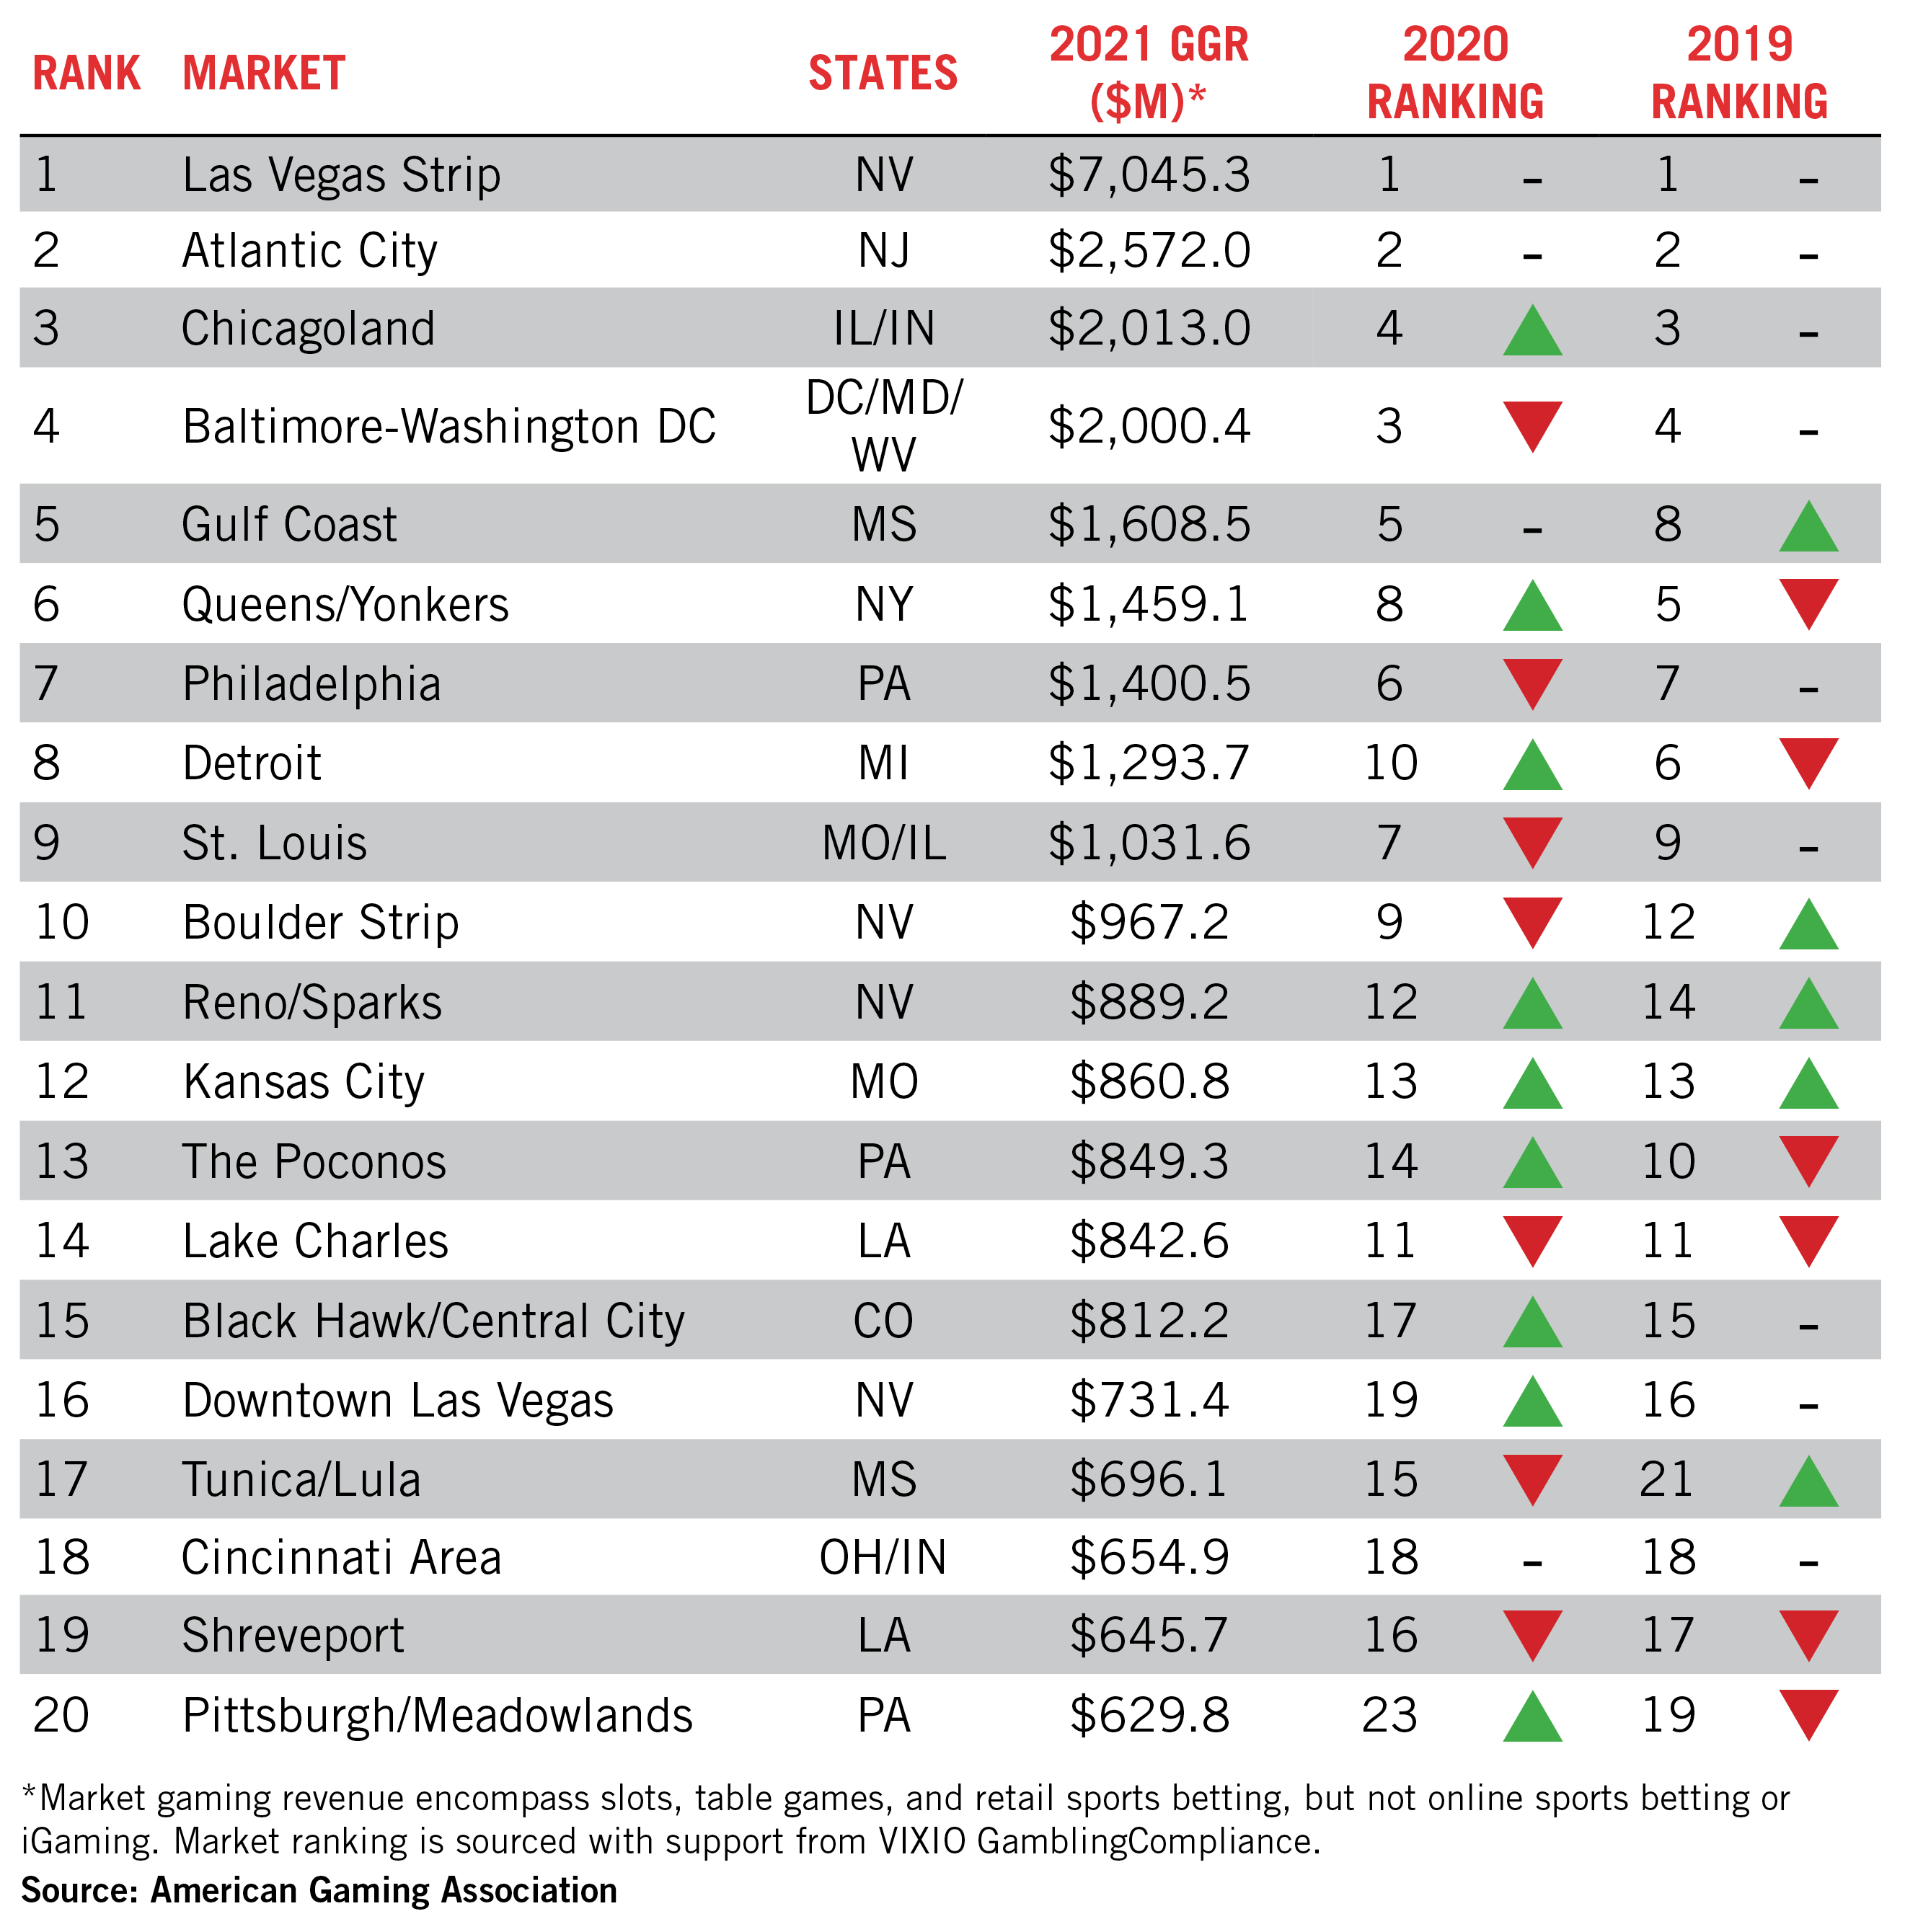 RANK MARKET STATES 2021 GGR ($M)* 2020 RANKING 2019 RANKING
1 Las Vegas Strip NV $7,045.3 1 - 1 -
2 Atlantic City NJ $2,572.0 2 - 2 -
3 Chicagoland IL/IN $2,013.0 4 3 -
4 Baltimore-Washington DC DC/MD/WV $2,000.4 3 4 -
5 Gulf Coast MS $1,608.5 5 - 8
6 Queens/Yonkers NY $1,459.1 8 5
7 Philadelphia PA $1,400.5 6 7 -
8 Detroit MI $1,293.7 10 6
9 St. Louis MO/IL $1,031.6 7 9 -
10 Boulder Strip NV $967.2 9 12
11 Reno/Sparks NV $889.2 12 14
12 Kansas City MO $860.8 13 13
13 The Poconos PA $849.3 14 10
14 Lake Charles LA $842.6 11 11
15 Black Hawk/Central City CO $812.2 17 15 -
16 Downtown Las Vegas NV $731.4 19 16 -
17 Tunica/Lula MS $696.1 15 21
18 Cincinnati Area OH/IN $654.9 18 - 18 -
19 Shreveport LA $645.7 16 17
20 Pittsburgh/Meadowlands PA $629.8 23 19
*Market gaming revenue encompass slots, table games, and retail sports betting, but not online sports betting or
iGaming. Market ranking is sourced with support from VIXIO GamblingCompliance.
Source: American Gaming Association